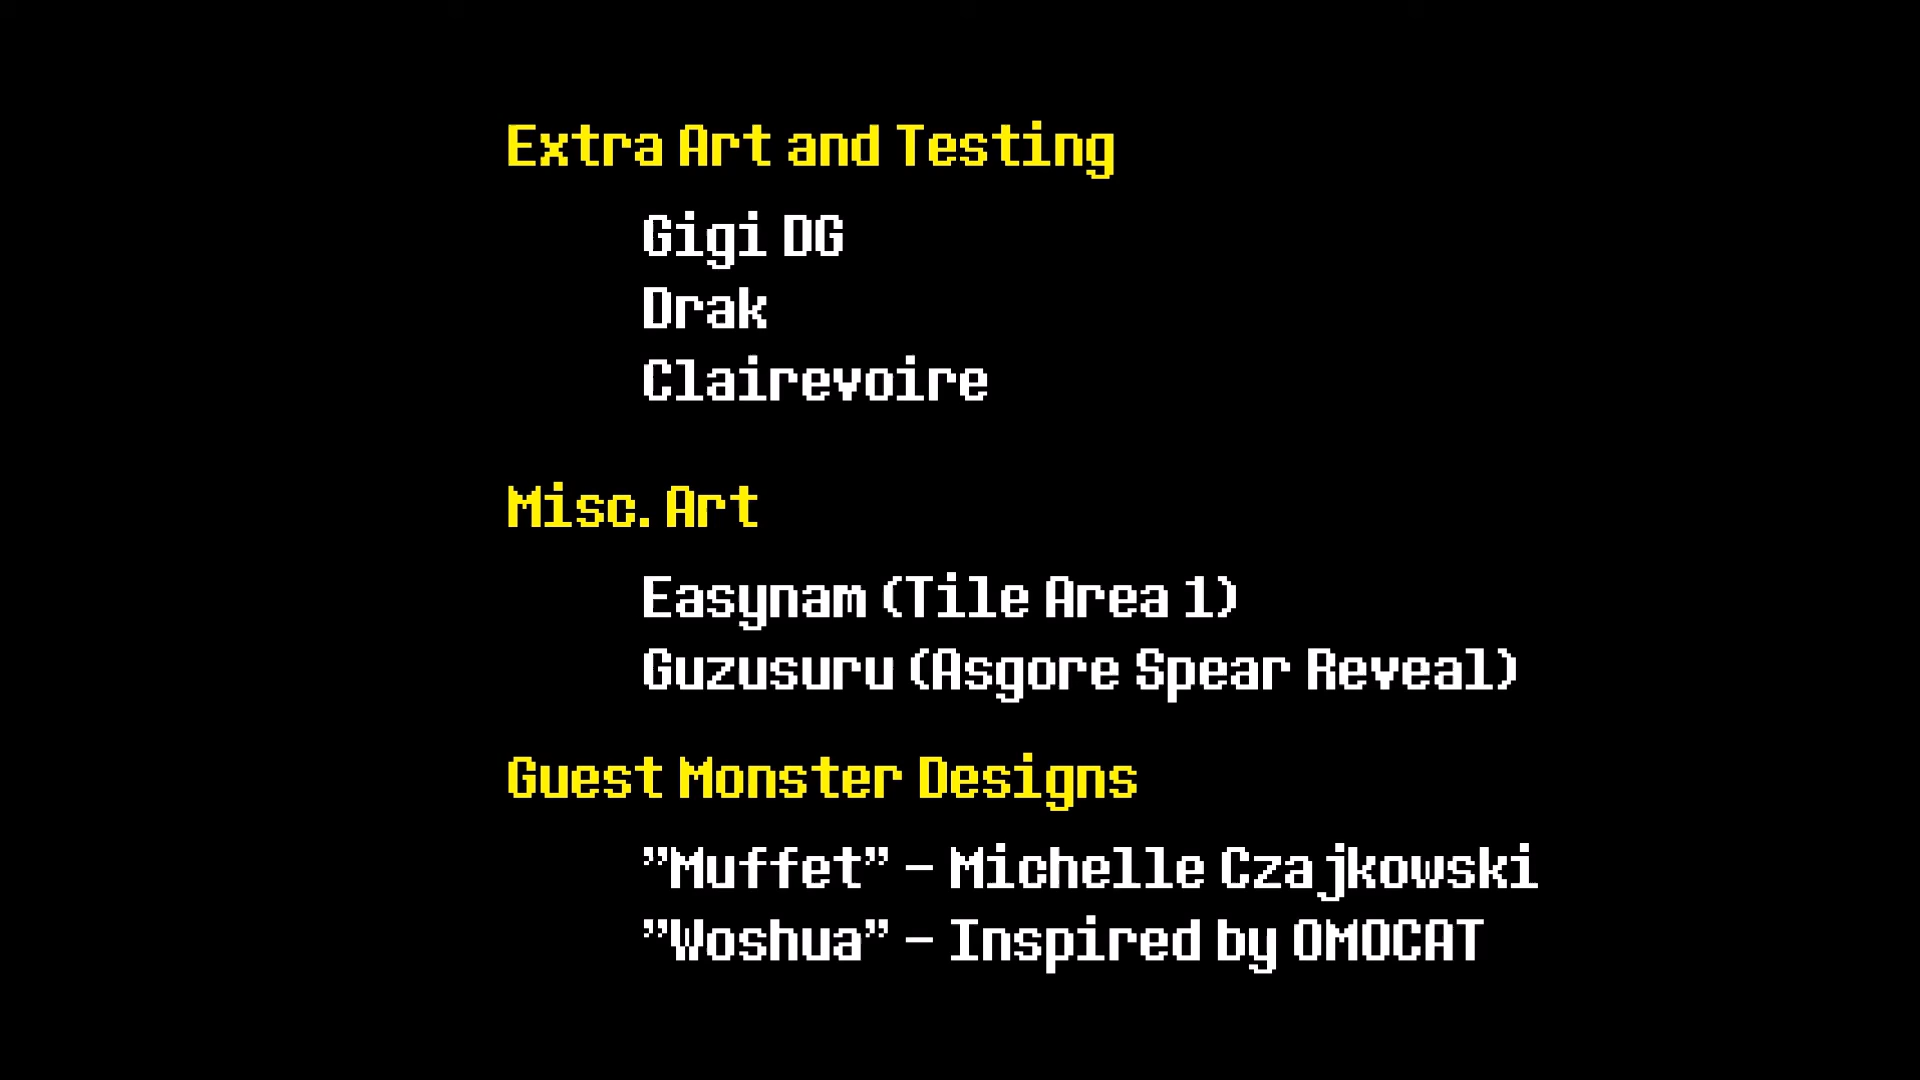 Extra Art and Testing
Gigi DG
Drak
Clairevoire
Misc. Art
Easynam (Tile Area 1)
Guzusuru (Asgore Spear Reveal)
Guest Monster Designs
"Muffet" - Michelle Czajkowski
"Woshua" - Inspired by OMOCAT